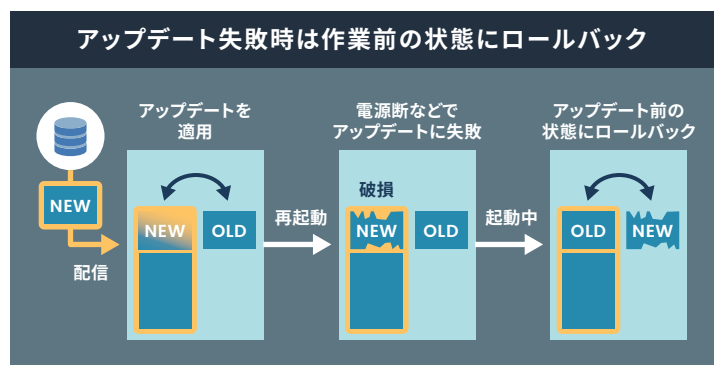 アップデート失敗時は作業前の状態にロールバック
アップデートを
適用
電源断などで
アップデートに失敗
アップデート前の
状態にロールバック
NEW
配信
NEW
OLD
再起動
破損
NEW
OLD
起動中
OLD
NEW